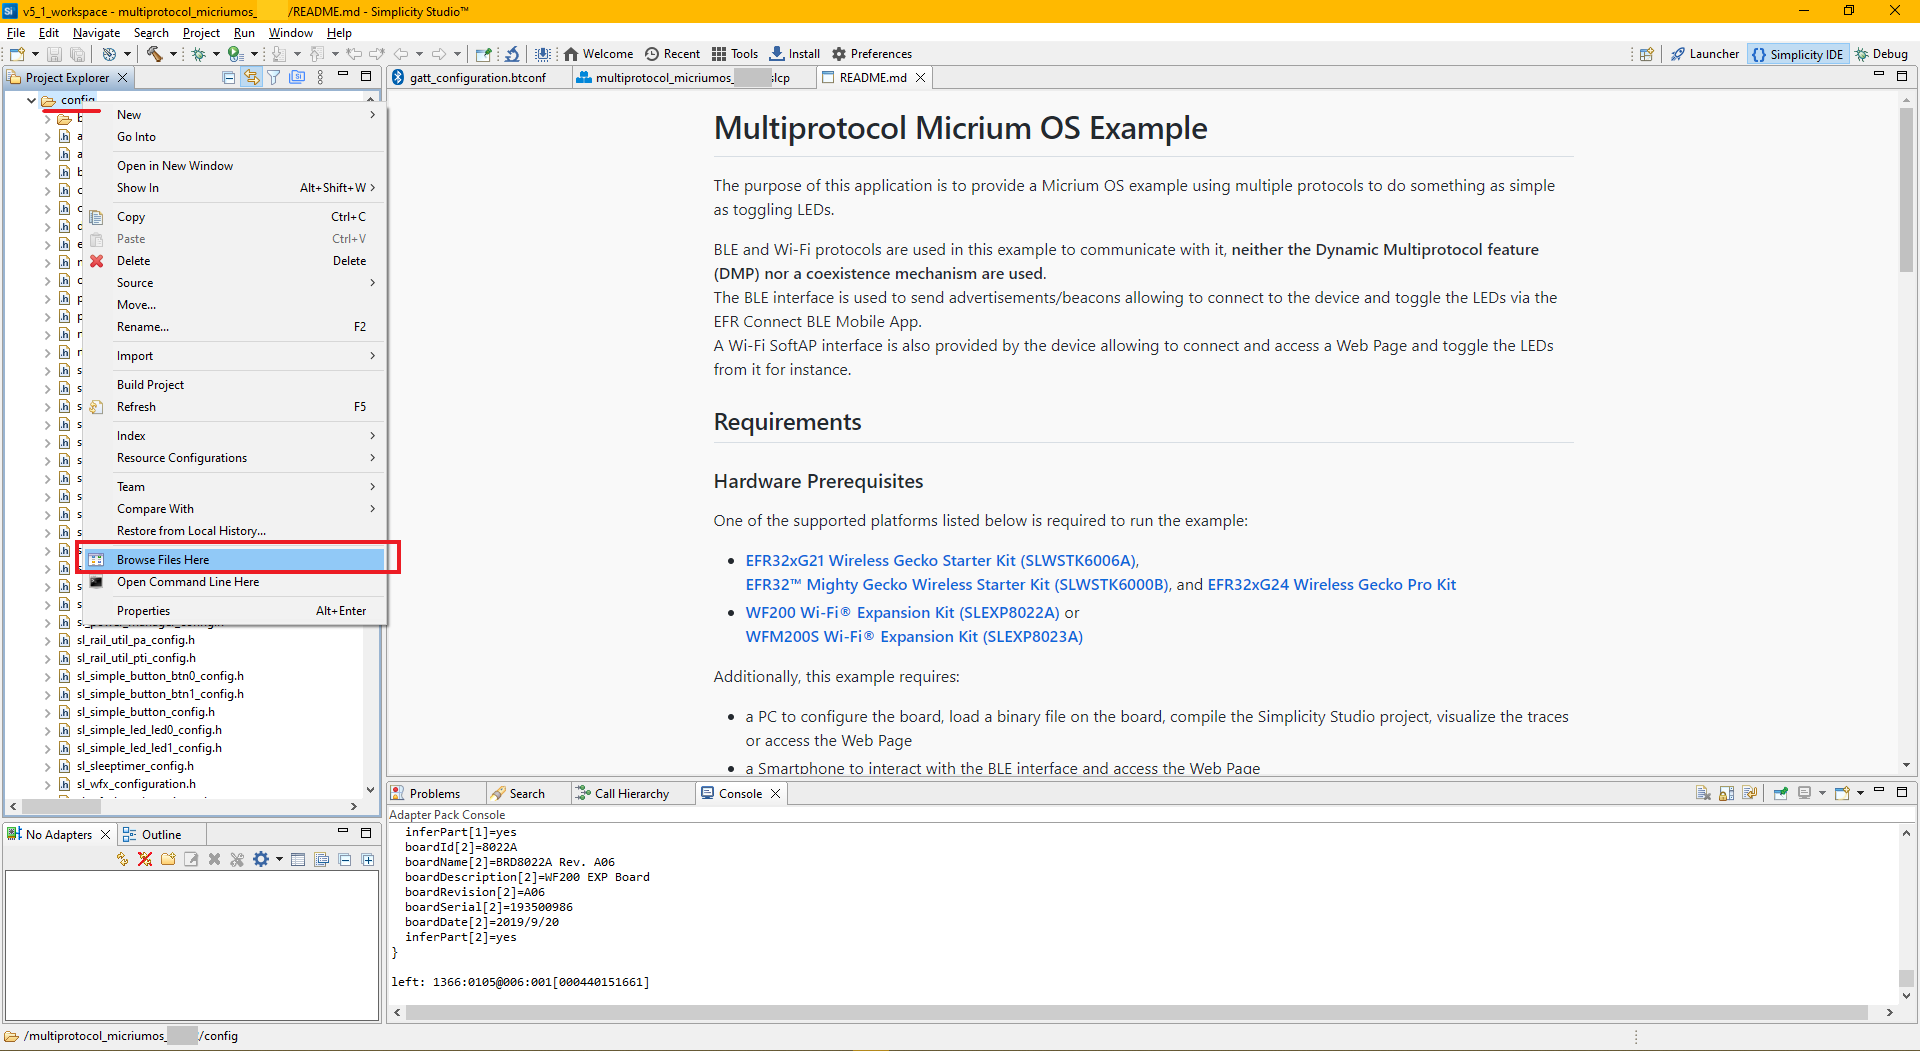 v5_1_workspace - multiprotocol_micriumos_ /README.md - Simplicity Studio™
File Edit Navigate Search Project Run Window Help
Welcome Recent Tools Install Preferences Launcher Simplicity IDE Debug
Project Explorer
gatt_configuration.btconf multiprotocol_micriumos_ slcp README.md
config
New
Go Into
Open in New Window
Show In Alt+Shift+W
Copy Ctrl+C
Paste Ctrl+V
Delete Delete
Source
Move...
Rename... F2
Import
Build Project
Refresh F5
Index
Resource Configurations
Team
Compare With
Restore from Local History...
Browse Files Here
Open Command Line Here
Properties Alt+Enter
sl_power_manager_config.h
sl_rail_util_pa_config.h
sl_rail_util_pti_config.h
sl_simple_button_btn0_config.h
sl_simple_button_btn1_config.h
sl_simple_button_config.h
sl_simple_led_led0_config.h
sl_simple_led_led1_config.h
sl_sleeptimer_config.h
sl_wfx_configuration.h
Multiprotocol Micrium OS Example
The purpose of this application is to provide a Micrium OS example using multiple protocols to do something as simple
as toggling LEDs.
BLE and Wi-Fi protocols are used in this example to communicate with it, neither the Dynamic Multiprotocol feature
(DMP) nor a coexistence mechanism are used.
The BLE interface is used to send advertisements/beacons allowing to connect to the device and toggle the LEDs via the
EFR Connect BLE Mobile App.
A Wi-Fi SoftAP interface is also provided by the device allowing to connect and access a Web Page and toggle the LEDs
from it for instance.
Requirements
Hardware Prerequisites
One of the supported platforms listed below is required to run the example:
• EFR32xG21 Wireless Gecko Starter Kit (SLWSTK6006A),
EFR32™ Mighty Gecko Wireless Starter Kit (SLWSTK6000B), and EFR32xG24 Wireless Gecko Pro Kit
• WF200 Wi-Fi® Expansion Kit (SLEXP8022A) or
WFM200S Wi-Fi® Expansion Kit (SLEXP8023A)
Additionally, this example requires:
• a PC to configure the board, load a binary file on the board, compile the Simplicity Studio project, visualize the traces
or access the Web Page
• a Smartphone to interact with the BLE interface and access the Web Page
No Adapters Outline
Problems Search Call Hierarchy Console
Adapter Pack Console
inferPart[1]=yes
boardId[2]=8022A
boardName[2]=BRD8022A Rev. A06
boardDescription[2]=WF200 EXP Board
boardRevision[2]=A06
boardSerial[2]=193500986
boardDate[2]=2019/9/20
inferPart[2]=yes
}
left: 1366:0105@006:001[000440151661]
/multiprotocol_micriumos_ /config